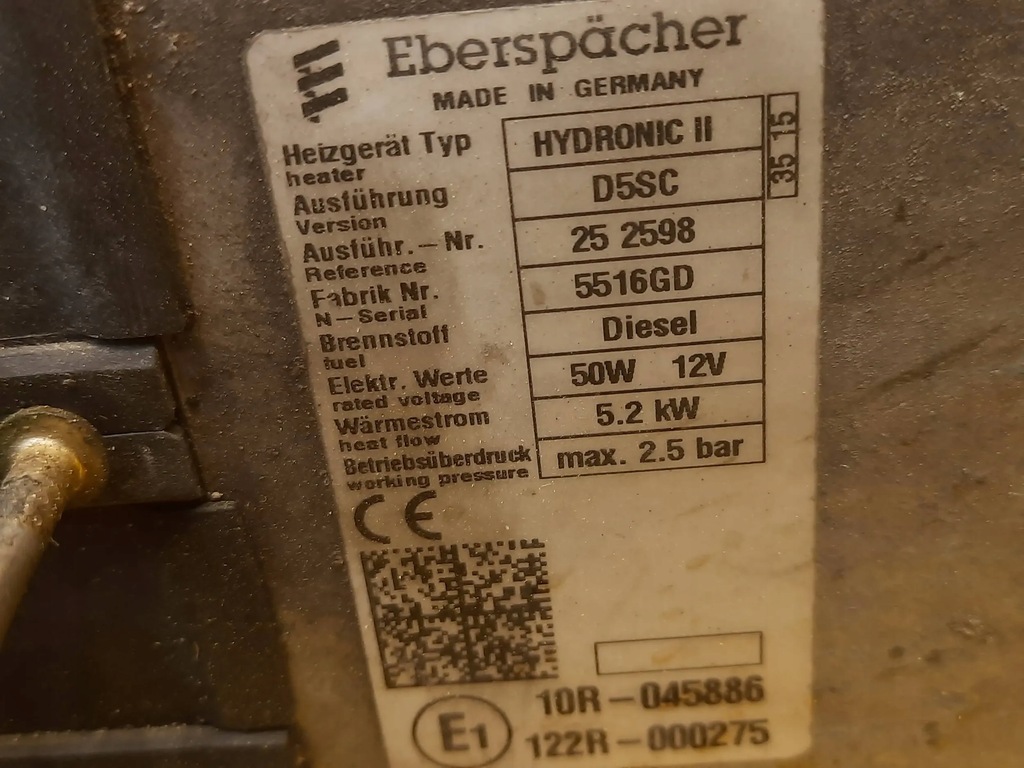 Eberspächer
MADE IN GERMANY
Heizgerät Typ HYDRONIC II
heater
35 15
Ausführung D5SC
Version
Ausführ.-Nr. 25 2598
Reference
Fabrik Nr. 5516GD
N-Serial
Brennstoff Diesel
fuel
Elektr. Werte 50W 12V
rated voltage
Wärmestrom 5.2 kW
heat flow
Betriebsüberdruck max. 2.5 bar
working pressure
CE
10R-045886
E1 122R-000275